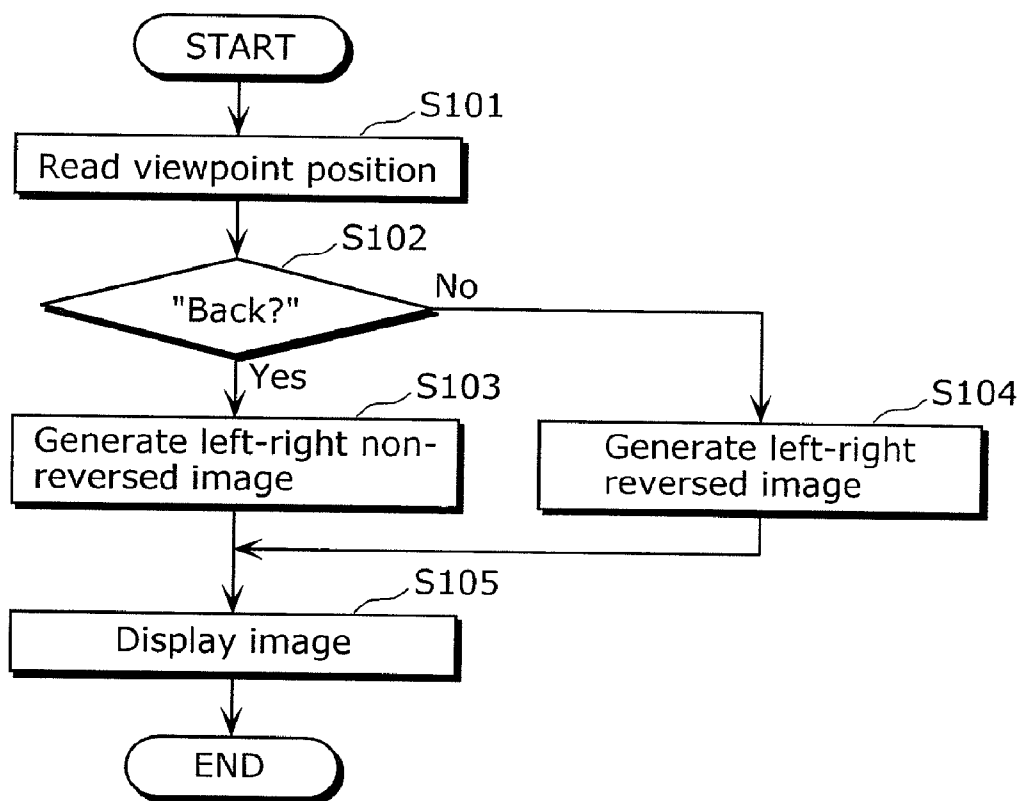 START
S101
Read viewpoint position
S102
"Back?"
No
Yes
S103
Generate left-right non-
reversed image
S104
Generate left-right
reversed image
S105
Display image
END